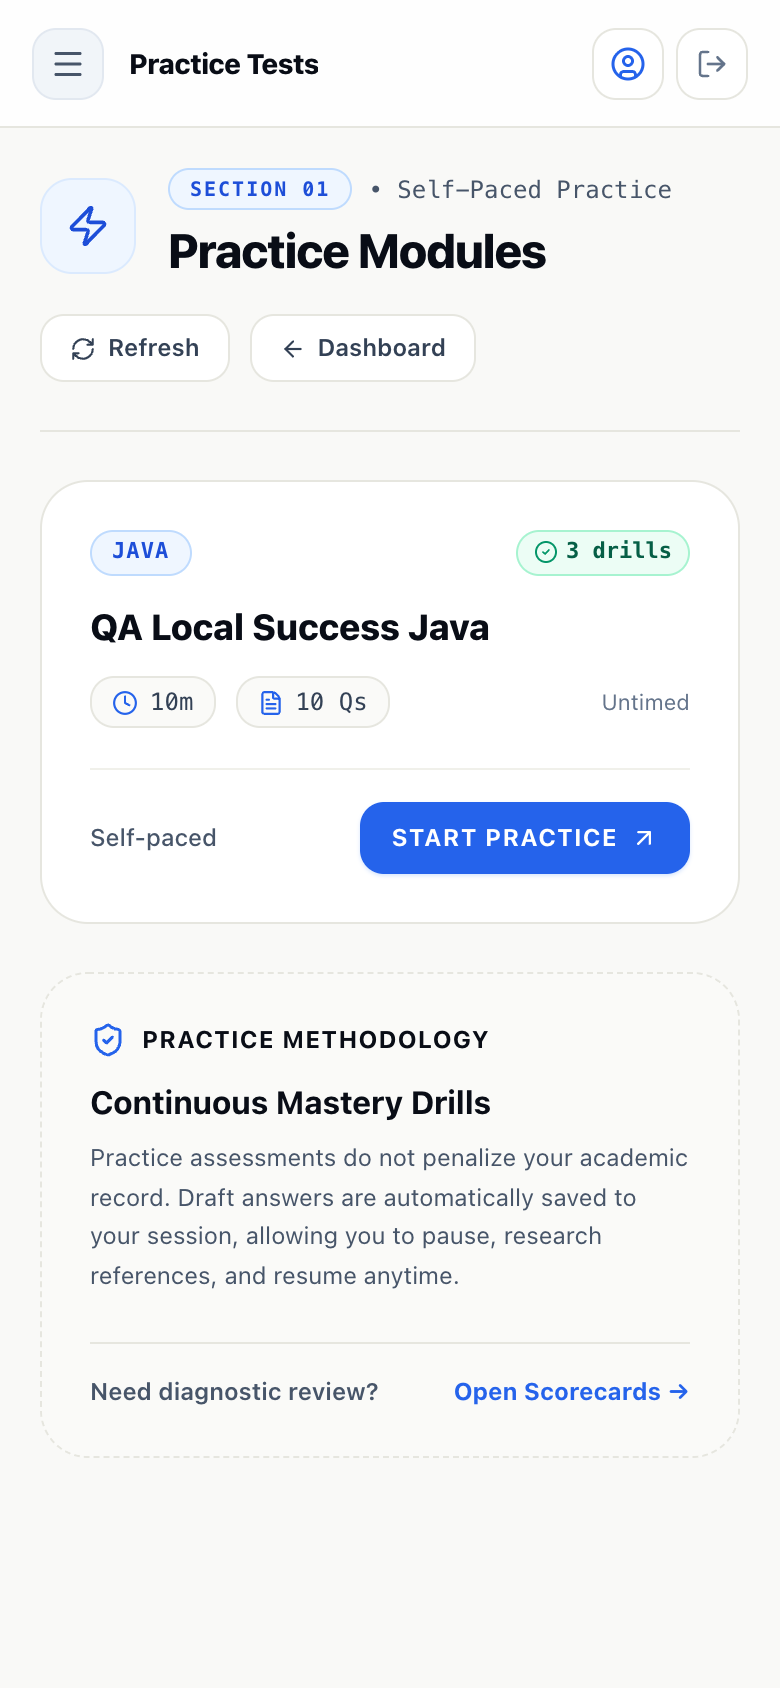 Practice Tests
SECTION 01 • Self-Paced Practice
Practice Modules
Refresh
Dashboard
JAVA
3 drills
QA Local Success Java
10m
10 Qs
Untimed
Self-paced
START PRACTICE
PRACTICE METHODOLOGY
Continuous Mastery Drills
Practice assessments do not penalize your academic
record. Draft answers are automatically saved to
your session, allowing you to pause, research
references, and resume anytime.
Need diagnostic review?
Open Scorecards →